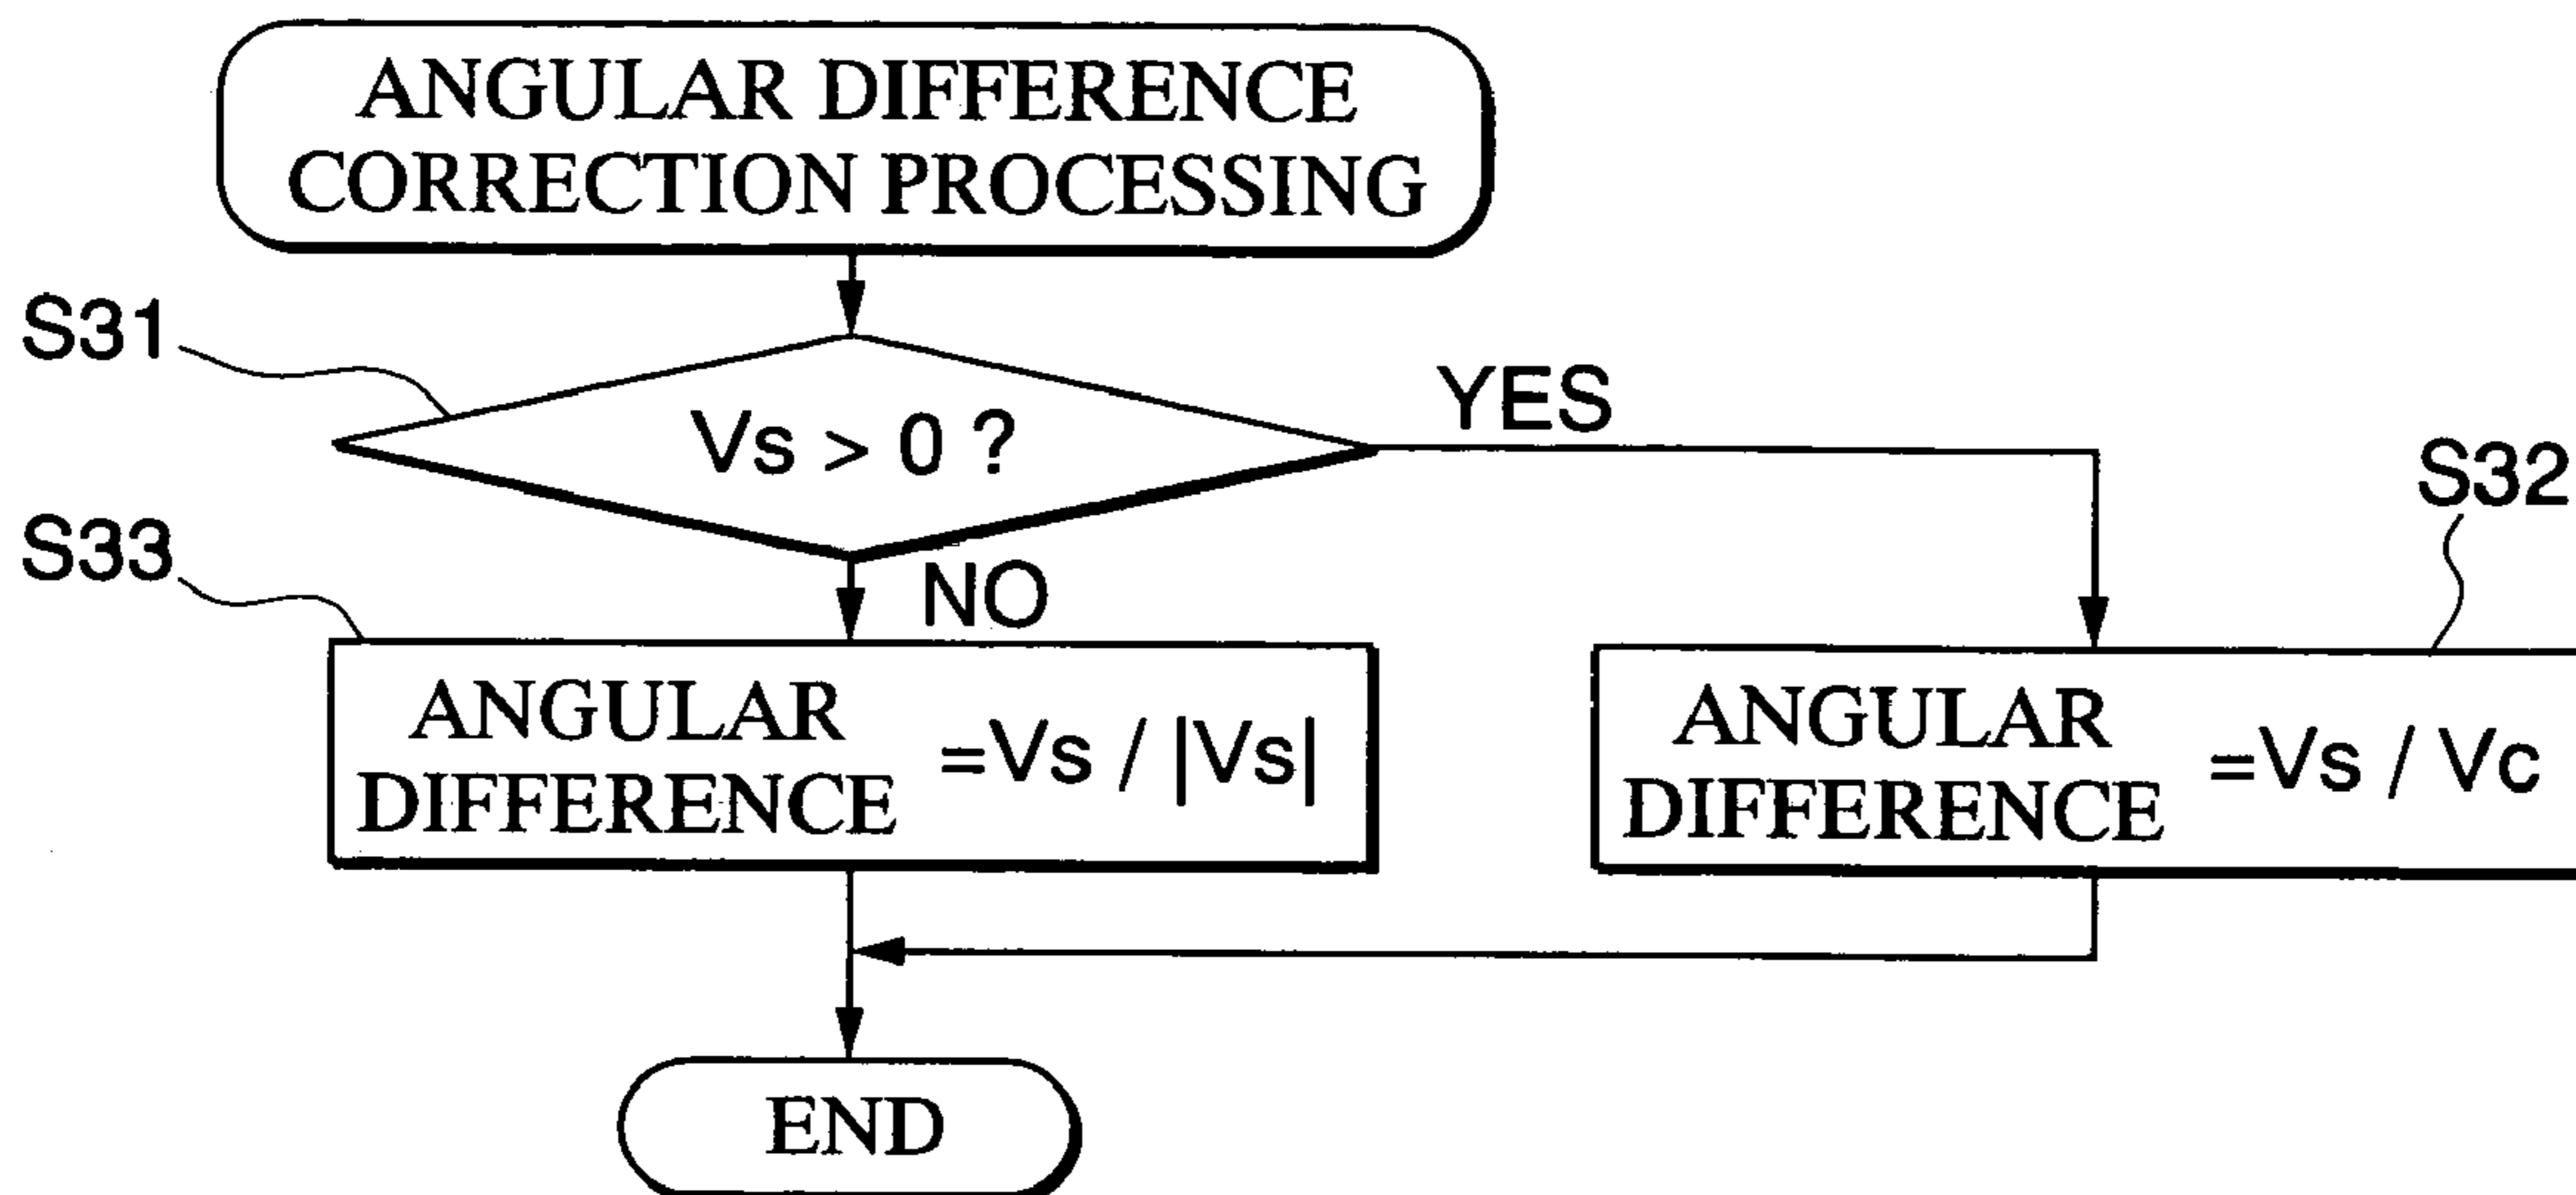 ANGULAR DIFFERENCE
CORRECTION PROCESSING
S31
Vs > 0 ?
YES
S32
S33
NO
ANGULAR
DIFFERENCE
=Vs / |Vs|
ANGULAR
DIFFERENCE
=Vs / Vc
END